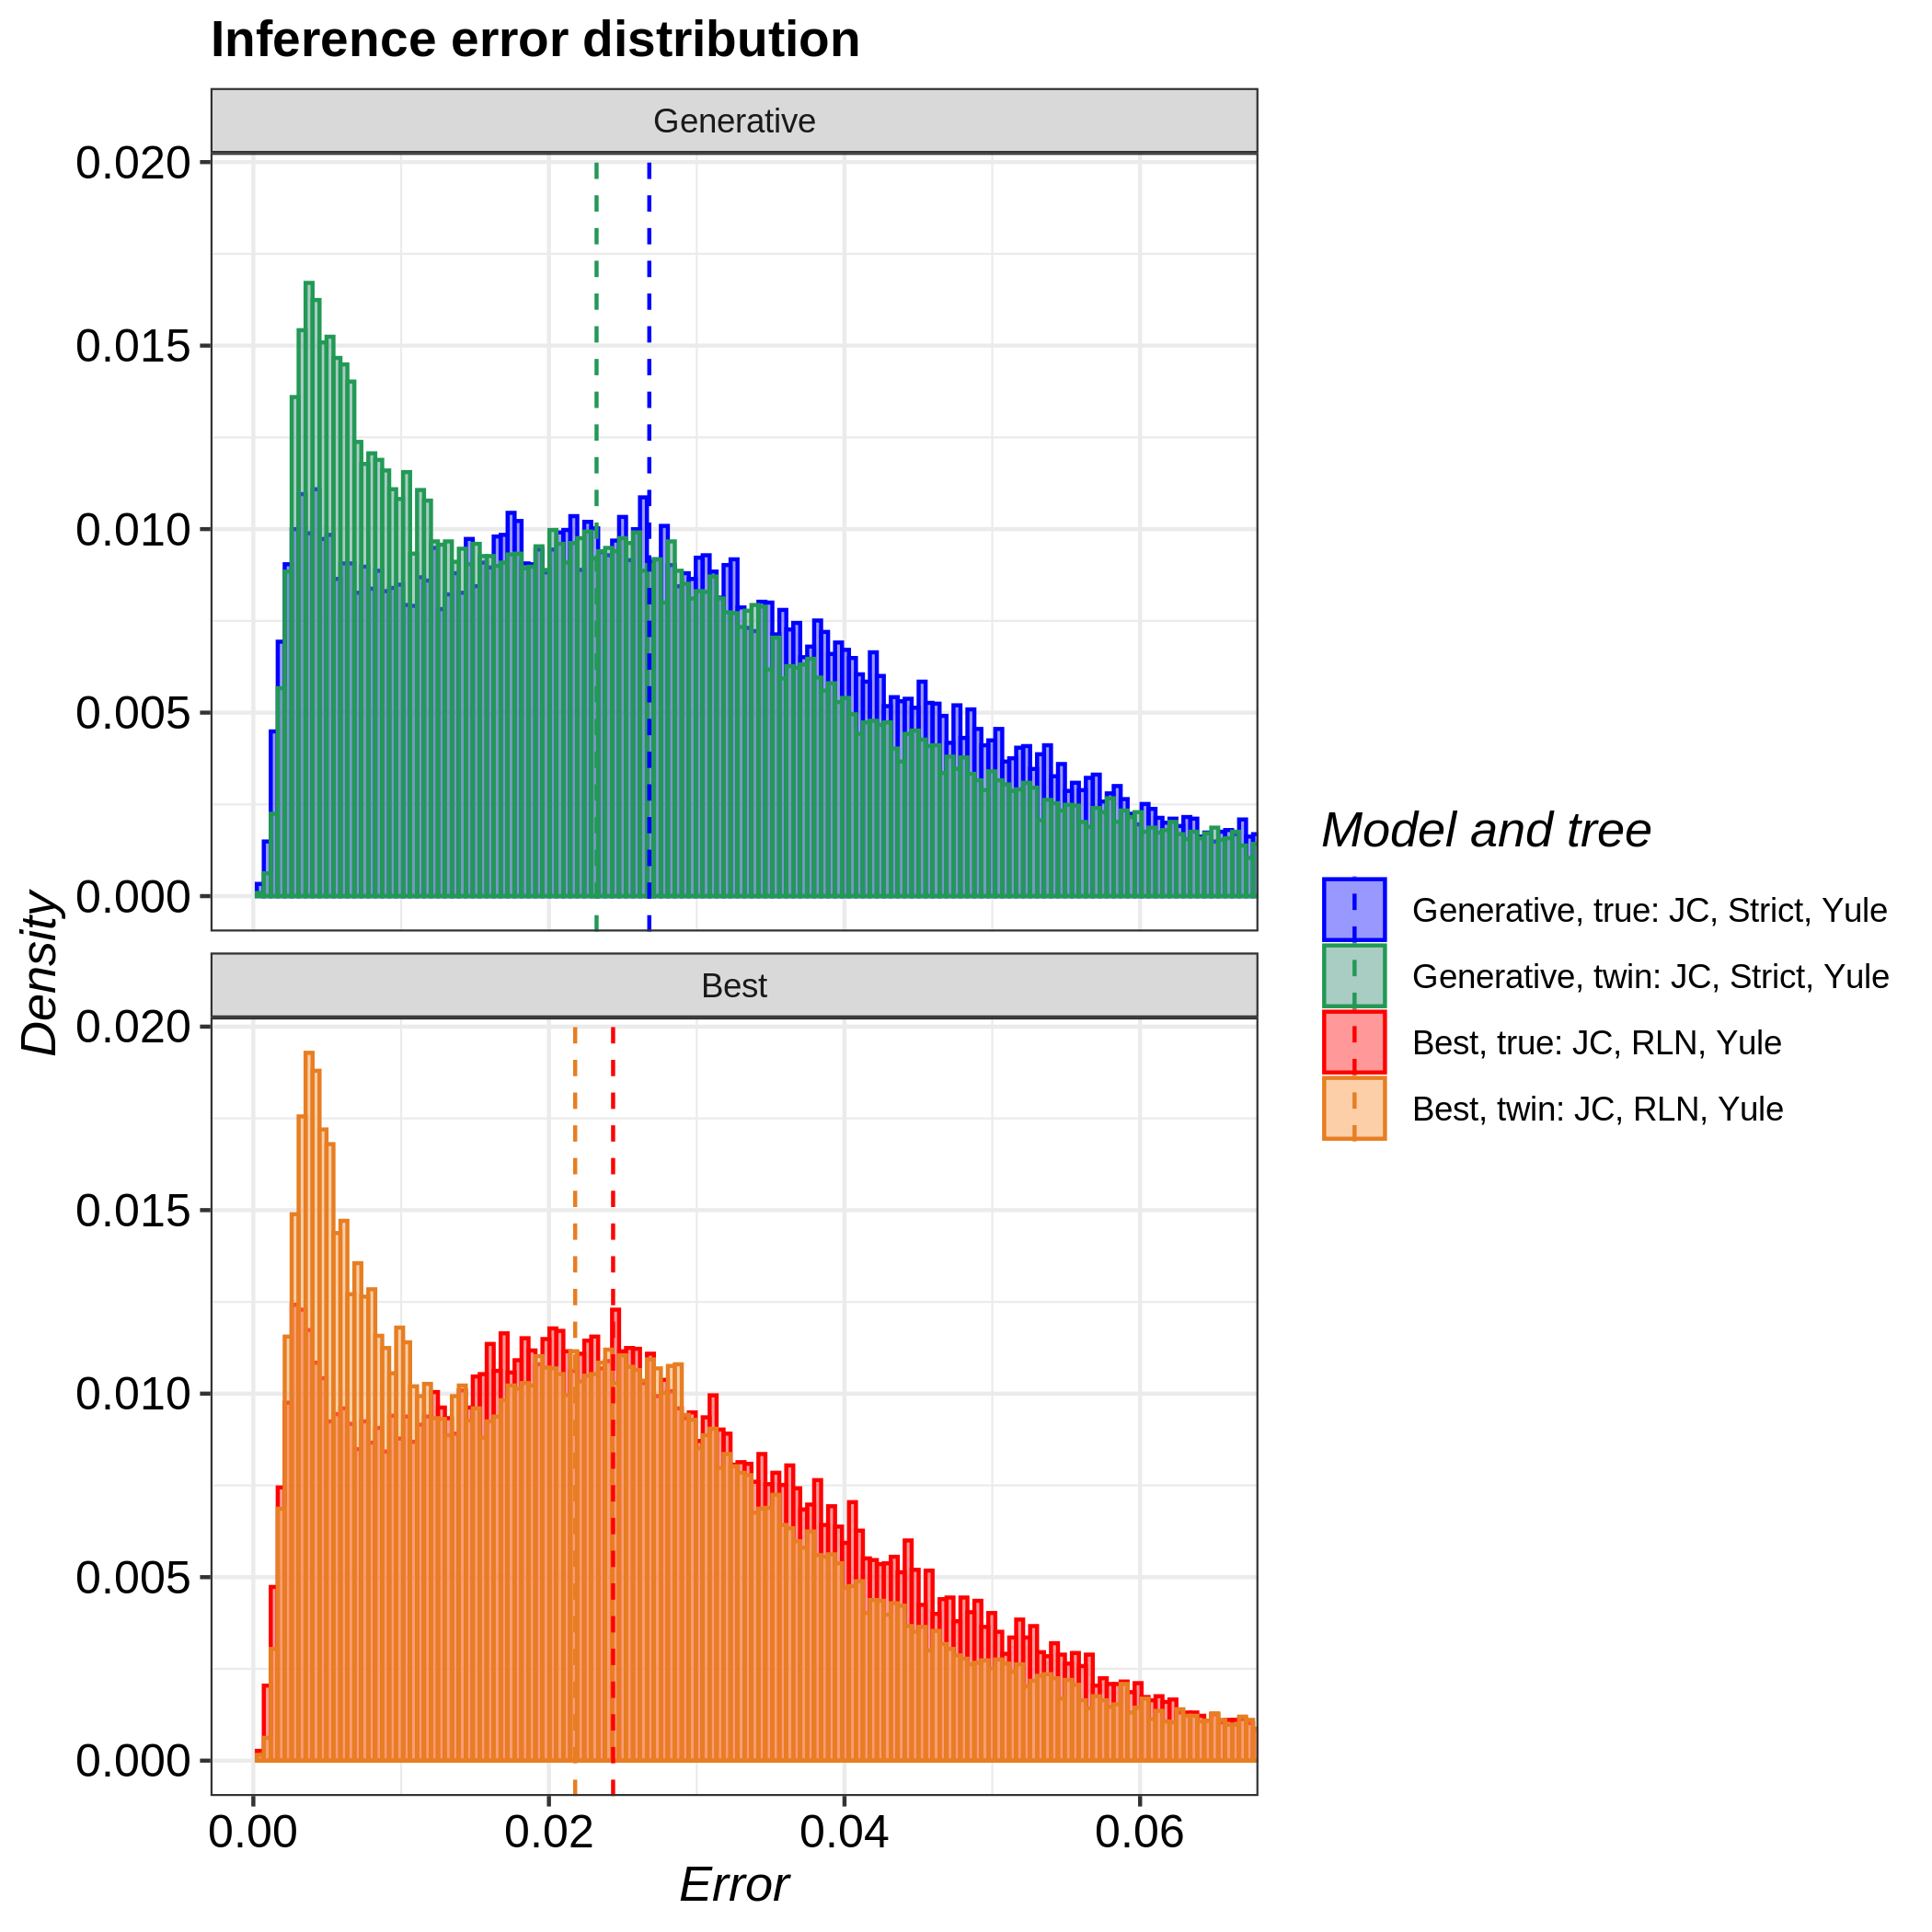 Inference error distribution
Generative
0.020
0.015
0.010
0.005
0.000
Best
0.020
0.015
0.010
0.005
0.000
0.00 0.02 0.04 0.06
Error
Density
Model and tree
Generative, true: JC, Strict, Yule
Generative, twin: JC, Strict, Yule
Best, true: JC, RLN, Yule
Best, twin: JC, RLN, Yule